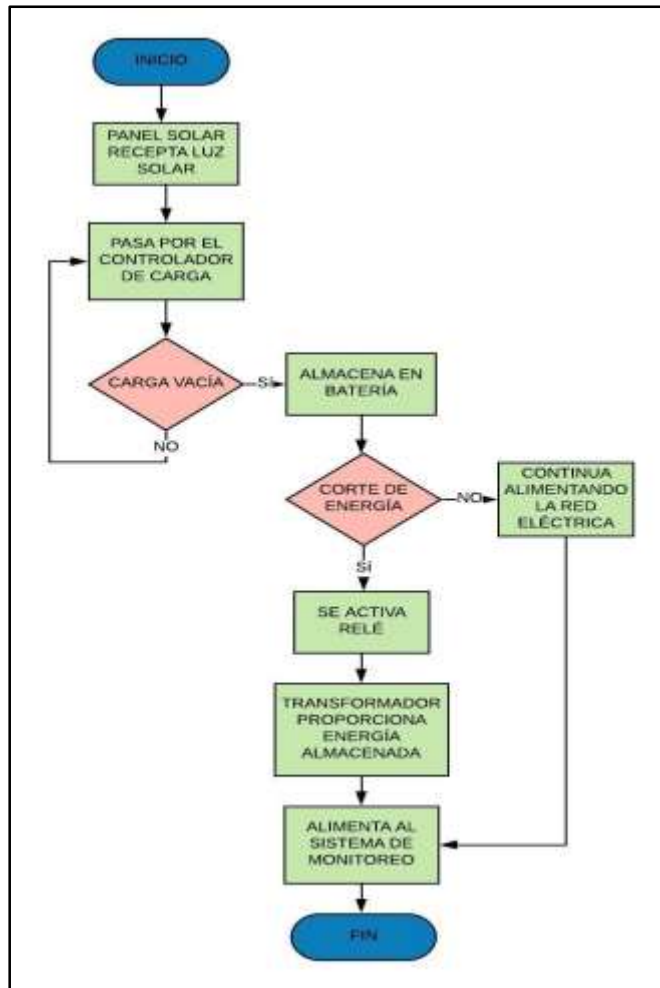 INICIO
PANEL SOLAR
RECEPTA LUZ
SOLAR
PASA POR EL
CONTROLADOR
DE CARGA
CARGA VACÍA
Sí
NO
ALMACENA EN
BATERÍA
CORTE DE
ENERGÍA
NO
CONTINUA
ALIMENTANDO
LA RED
ELÉCTRICA
Sí
SE ACTIVA
RELÉ
TRANSFORMADOR
PROPORCIONA
ENERGÍA
ALMACENADA
ALIMENTA AL
SISTEMA DE
MONITOREO
FIN